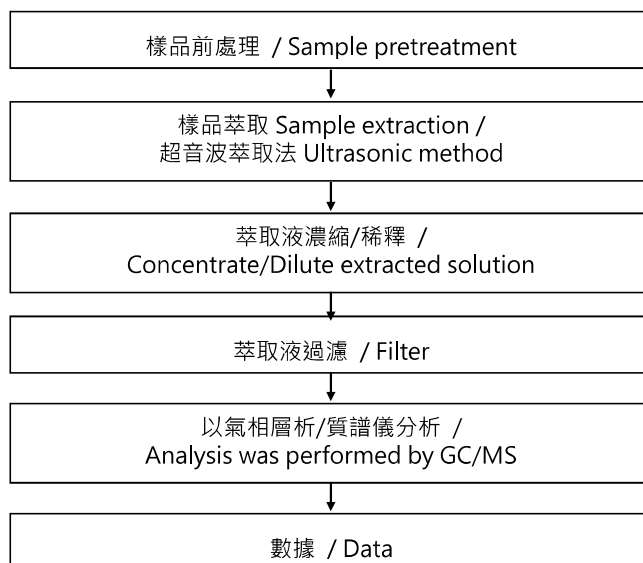 樣品前處理 / Sample pretreatment
樣品萃取 Sample extraction /
超音波萃取法 Ultrasonic method
萃取液濃縮/稀釋 /
Concentrate/Dilute extracted solution
萃取液過濾 / Filter
以氣相層析/質譜儀分析 /
Analysis was performed by GC/MS
數據 / Data